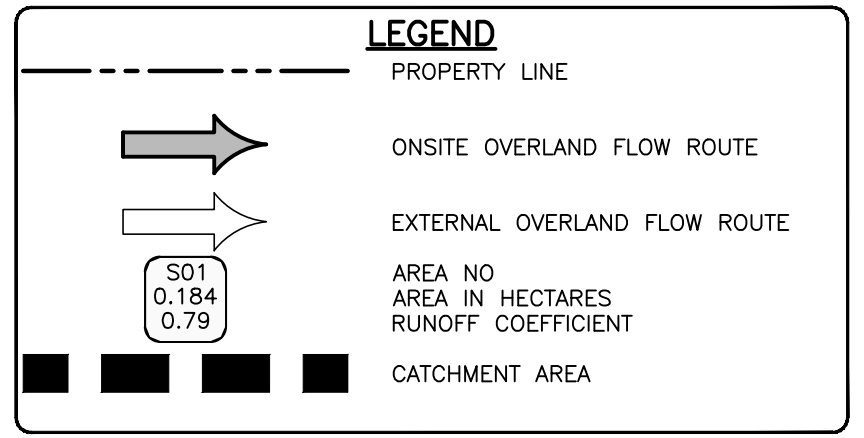 LEGEND
PROPERTY LINE
ONSITE OVERLAND FLOW ROUTE
EXTERNAL OVERLAND FLOW ROUTE
S01
0.184
0.79
AREA NO
AREA IN HECTARES
RUNOFF COEFFICIENT
CATCHMENT AREA